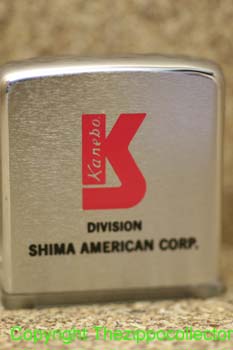 Kanebo
DIVISION
SHIMA AMERICAN CORP.
Copyright Thezippocollector